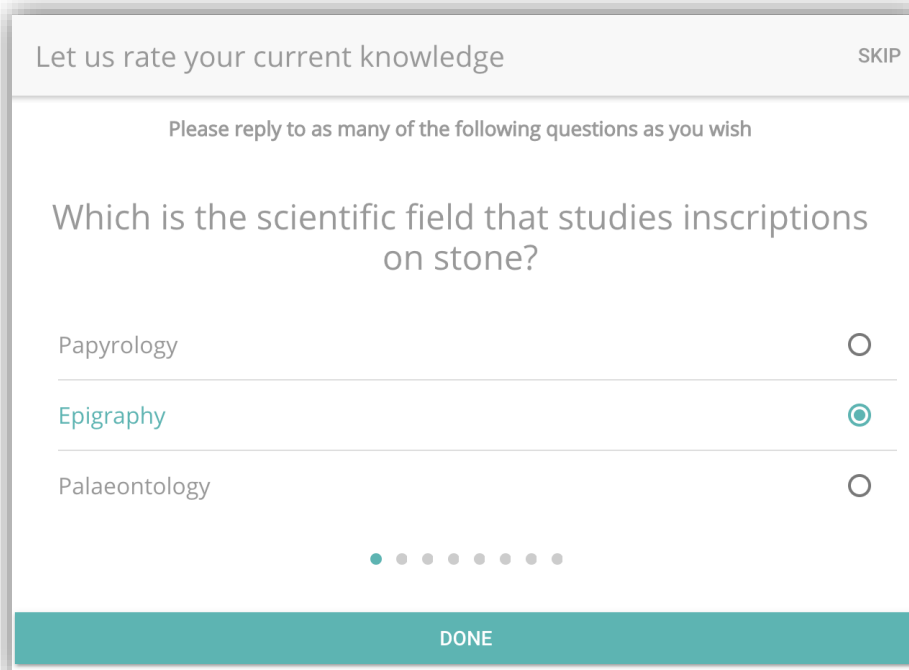 Let us rate your current knowledge
SKIP
Please reply to as many of the following questions as you wish
Which is the scientific field that studies inscriptions
on stone?
Papyrology
Epigraphy
Palaeontology
DONE